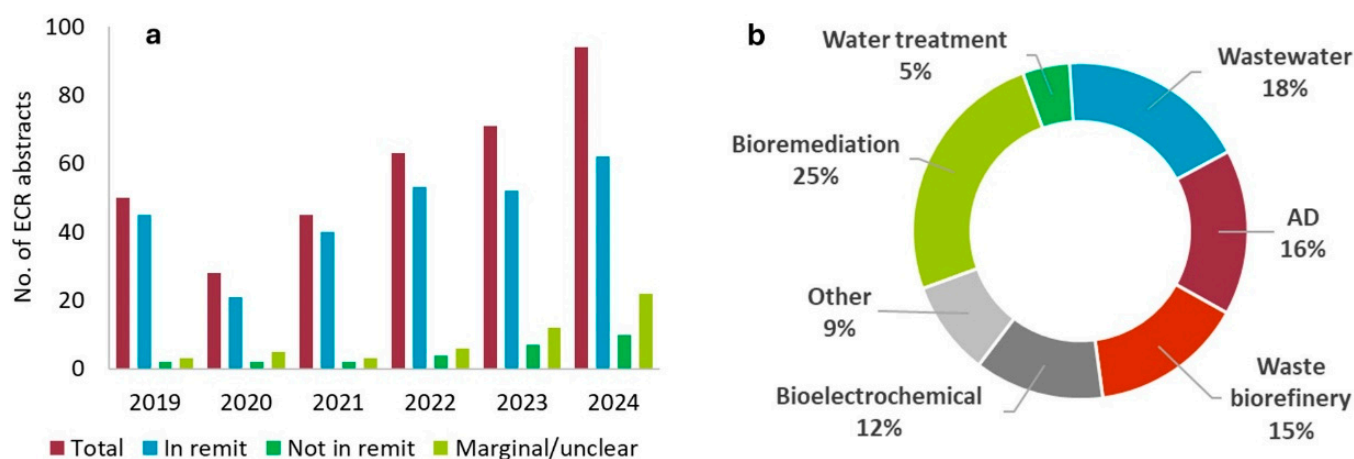 a
No. of ECR abstracts
100
80
60
40
20
0
2019 2020 2021 2022 2023 2024
Total In remit Not in remit Marginal/unclear
b
Water treatment
5%
Wastewater
18%
Bioremediation
25%
AD
16%
Other
9%
Waste
biorefinery
15%
Bioelectrochemical
12%